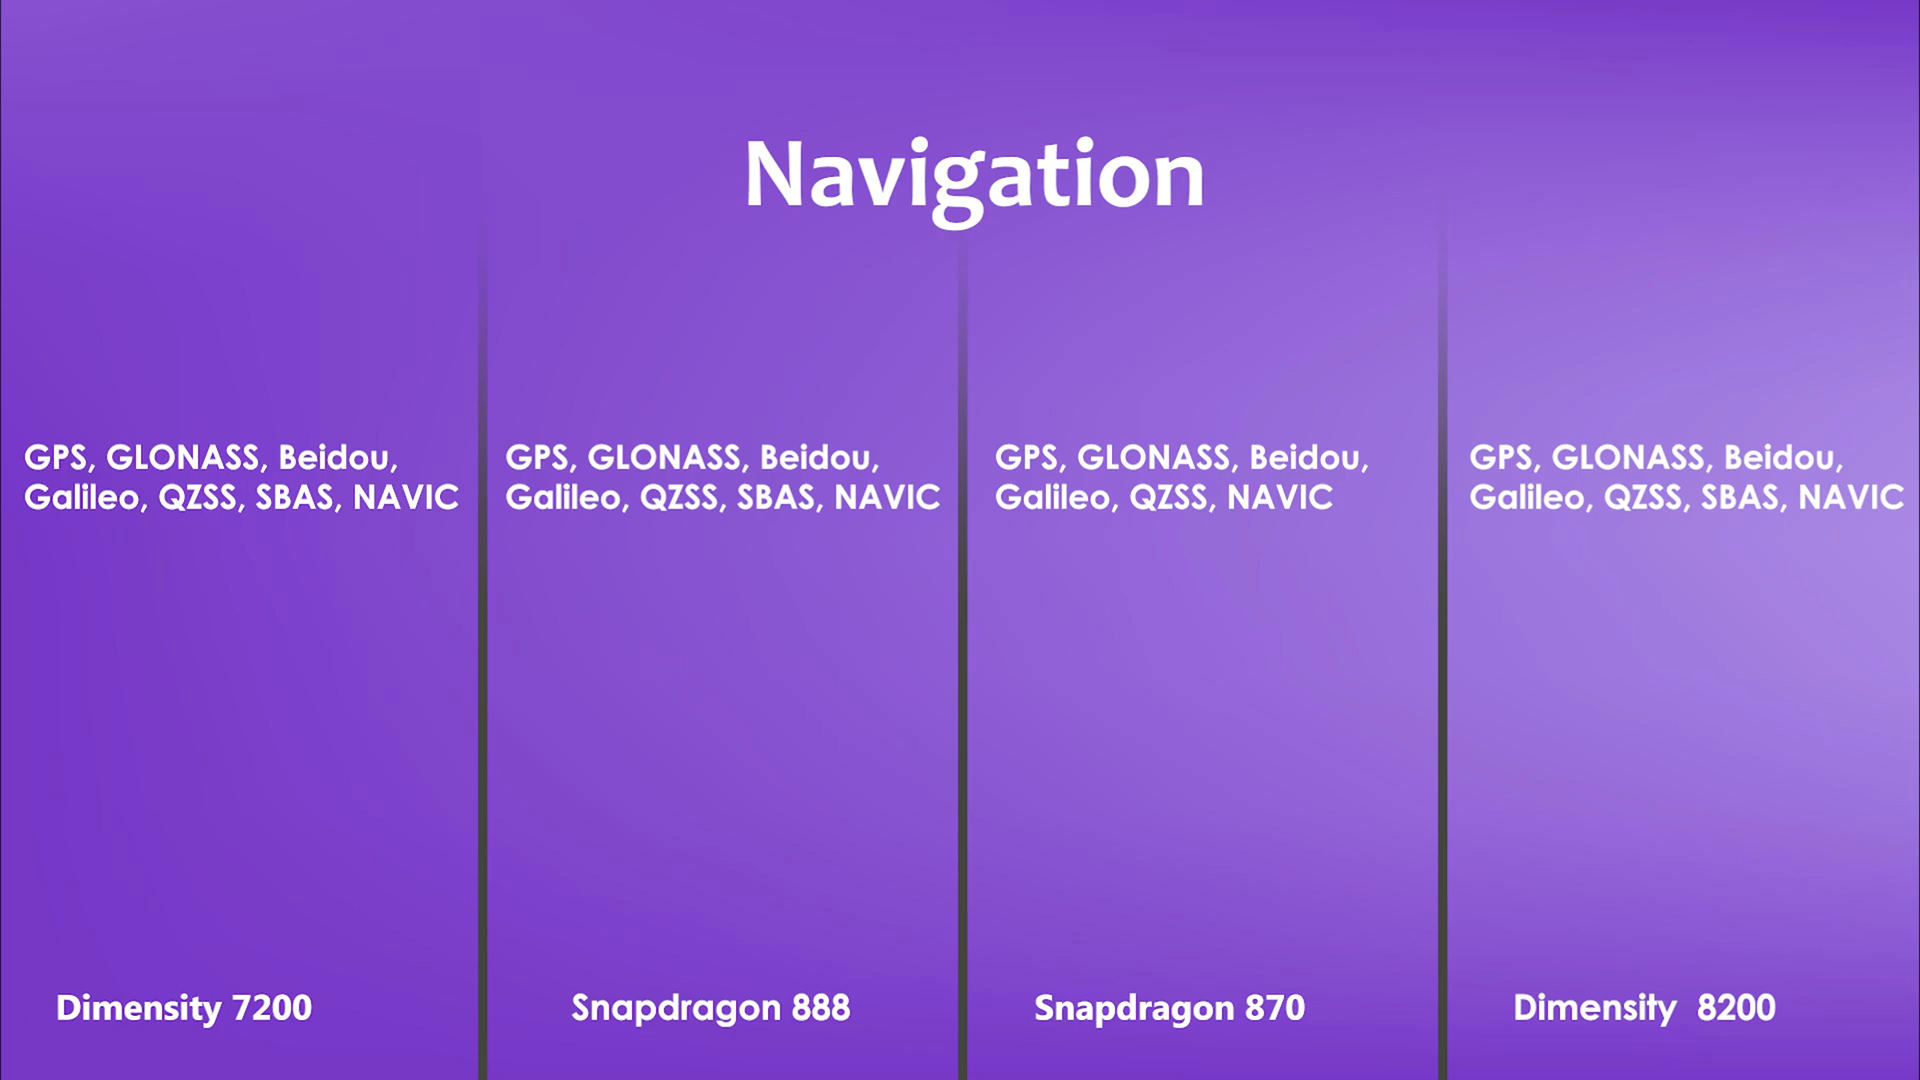 Navigation
GPS, GLONASS, Beidou,
Galileo, QZSS, SBAS, NAVIC
GPS, GLONASS, Beidou,
Galileo, QZSS, SBAS, NAVIC
GPS, GLONASS, Beidou,
Galileo, QZSS, NAVIC
GPS, GLONASS, Beidou,
Galileo, QZSS, SBAS, NAVIC
Dimensity 7200
Snapdragon 888
Snapdragon 870
Dimensity 8200